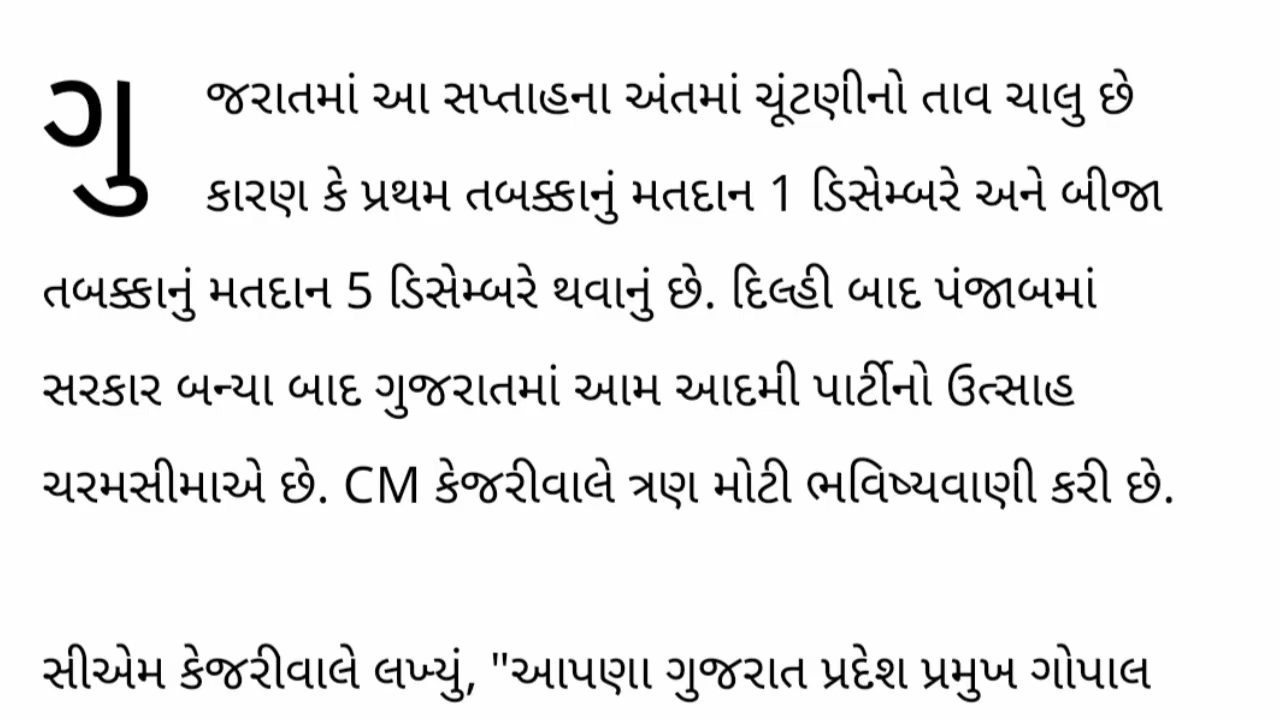 ગુજરાતમાં આ સપ્તાહના અંતમાં ચૂંટણીનો તાવ ચાલુ છે
કારણ કે પ્રથમ તબક્કાનું મતદાન 1 ડિસેમ્બરે અને બીજા
તબક્કાનું મતદાન 5 ડિસેમ્બરે થવાનું છે. દિલ્હી બાદ પંજાબમાં
સરકાર બન્યા બાદ ગુજરાતમાં આમ આદમી પાર્ટીનો ઉત્સાહ
ચરમસીમાએ છે. CM કેજરીવાલે ત્રણ મોટી ભવિષ્યવાણી કરી છે.
સીએમ કેજરીવાલે લખ્યું, "આપણા ગુજરાત પ્રદેશ પ્રમુખ ગોપાલ